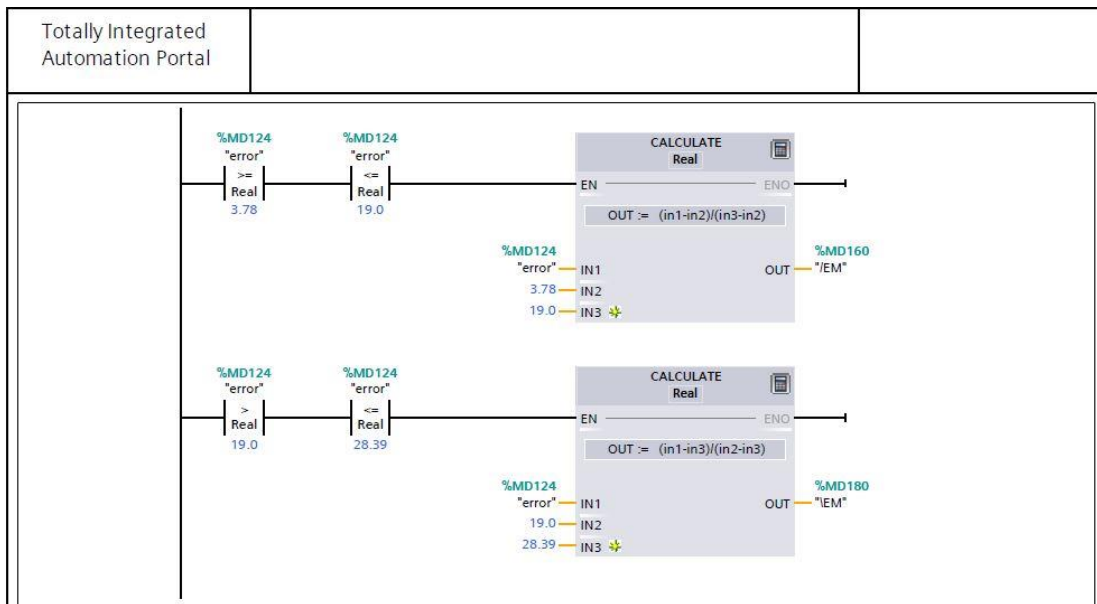 Totally Integrated
Automation Portal
%MD124
"error"
>=
Real
3.78
%MD124
"error"
<=
Real
19.0
CALCULATE
Real
EN
ENO
OUT := (in1-in2)/(in3-in2)
%MD124
"error"
IN1
3.78
IN2
19.0
IN3
%MD160
OUT
"/EM"
%MD124
"error"
>
Real
19.0
%MD124
"error"
<=
Real
28.39
CALCULATE
Real
EN
ENO
OUT := (in1-in3)/(in2-in3)
%MD124
"error"
IN1
19.0
IN2
28.39
IN3
%MD180
OUT
"\EM"